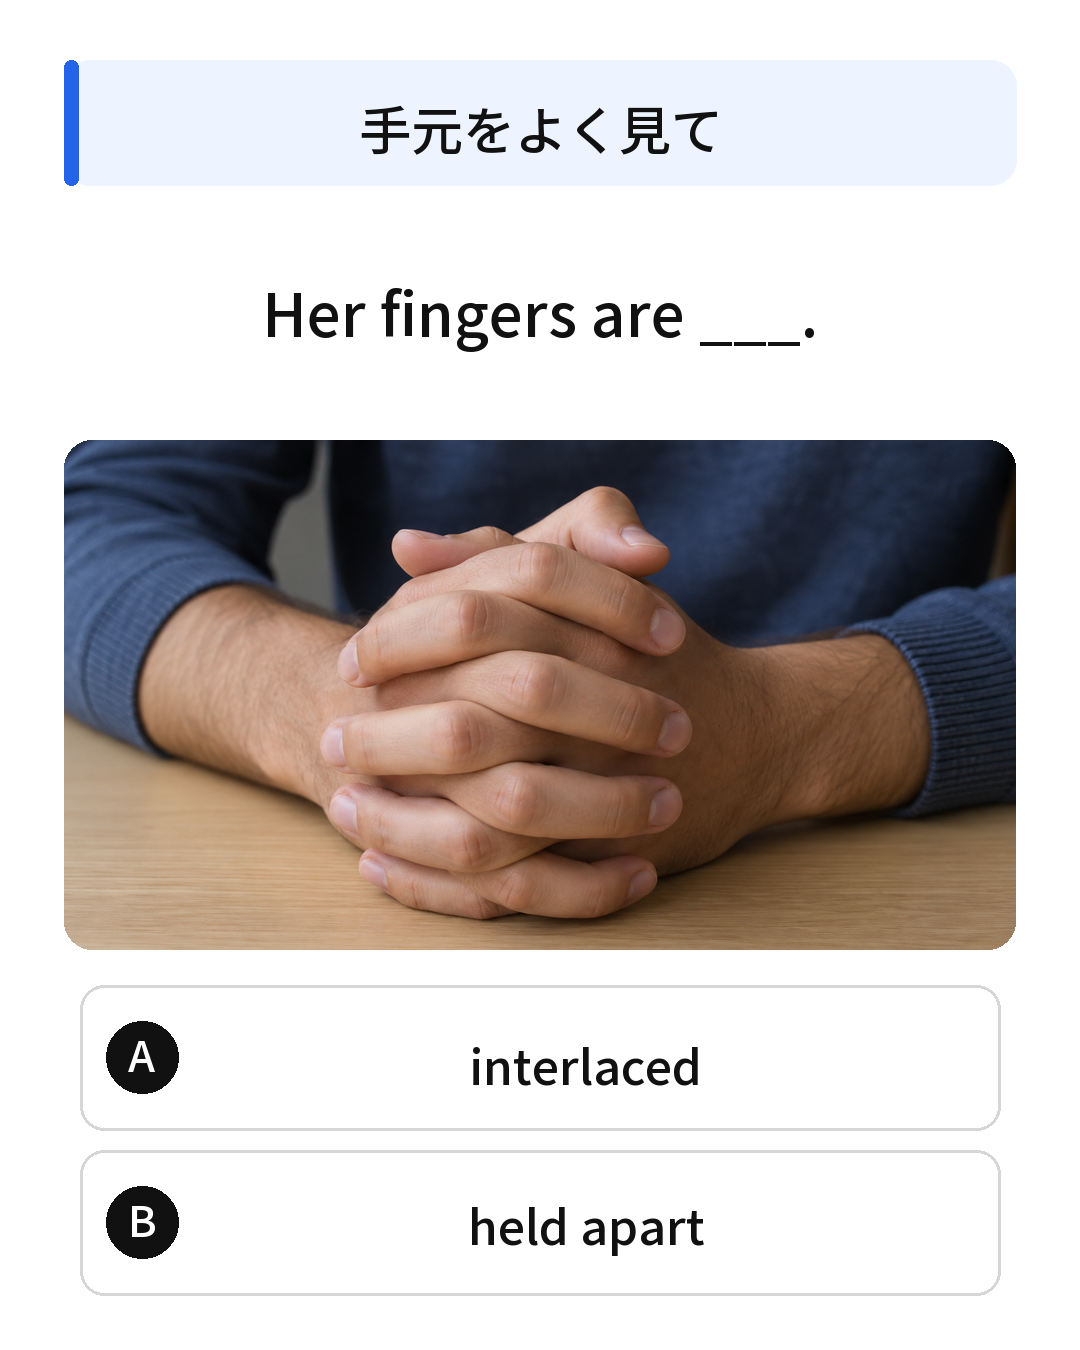 手元をよく見て
Her fingers are ___.
A
interlaced
B
held apart